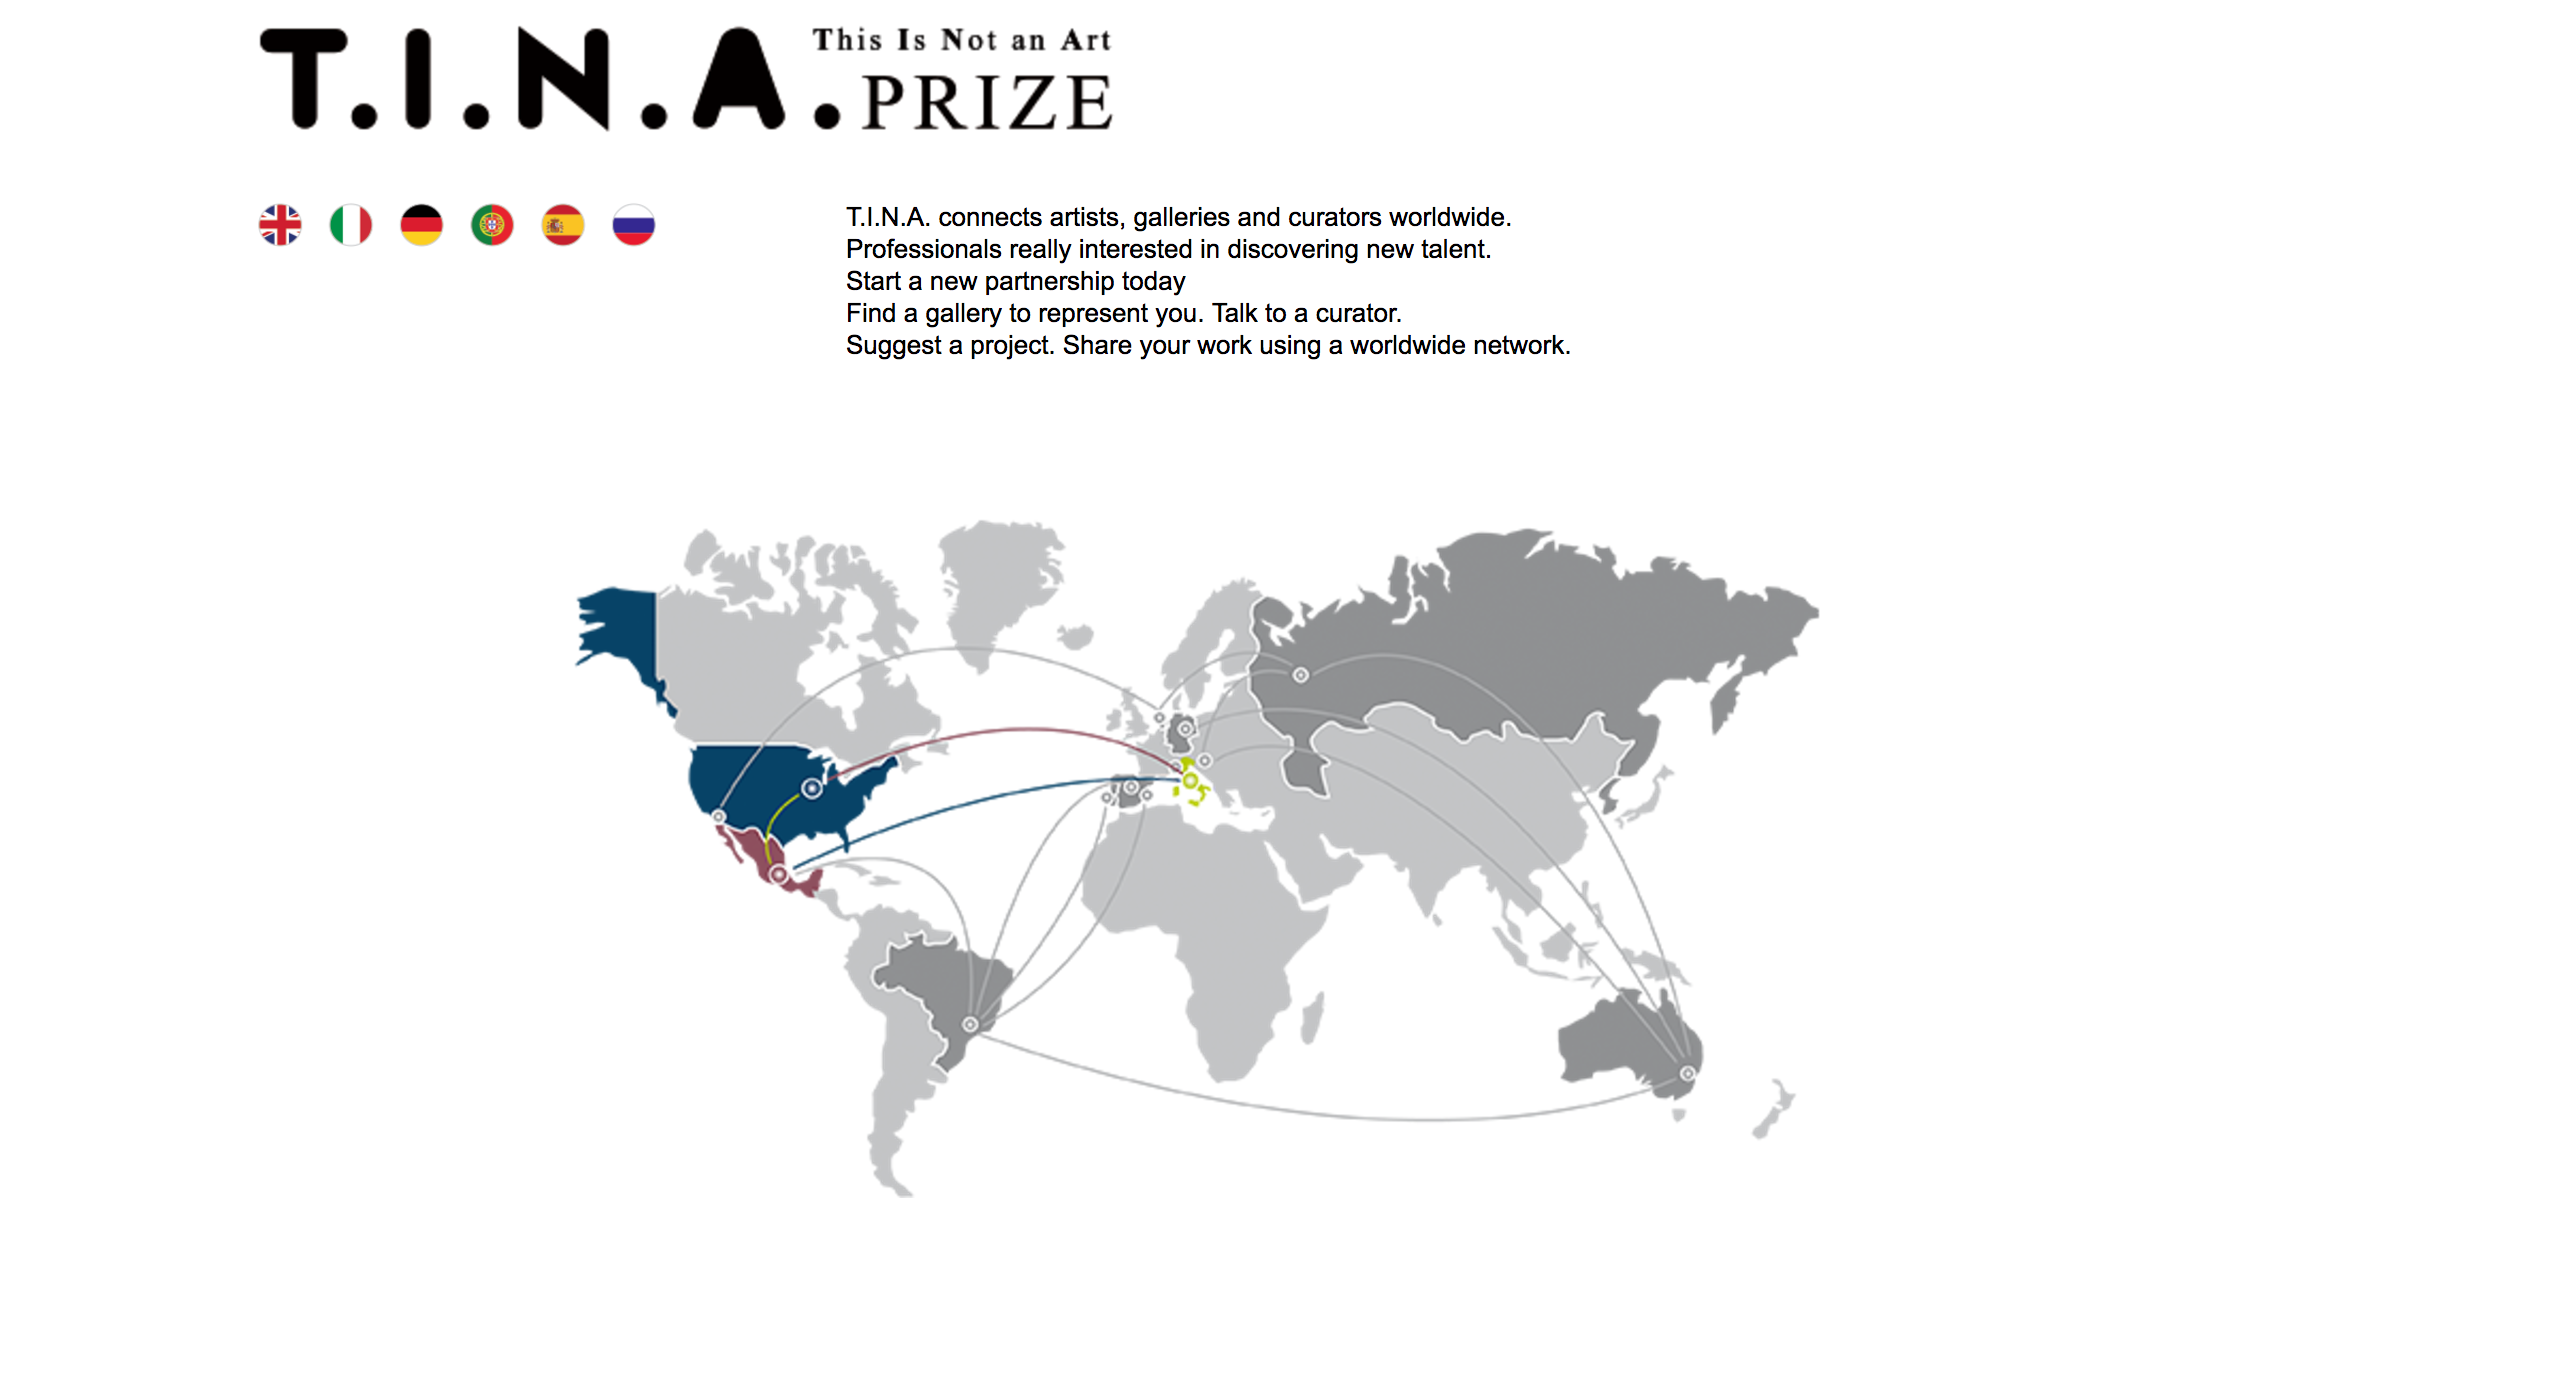 T.I.N.A.
This Is Not an Art
PRIZE
T.I.N.A. connects artists, galleries and curators worldwide.
Professionals really interested in discovering new talent.
Start a new partnership today
Find a gallery to represent you. Talk to a curator.
Suggest a project. Share your work using a worldwide network.